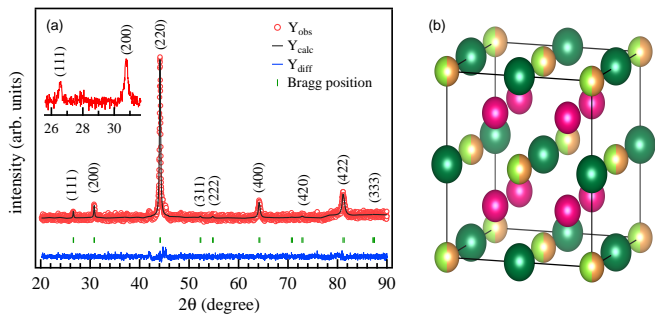 (a)
(220)
Y_obs
Y_calc
Y_diff
Bragg position
(111)
(200)
26 28 30
intensity (arb. units)
(111)
(200)
(311)
(222)
(400)
(420)
(422)
(333)
20 30 40 50 60 70 80 90
2θ (degree)
(b)